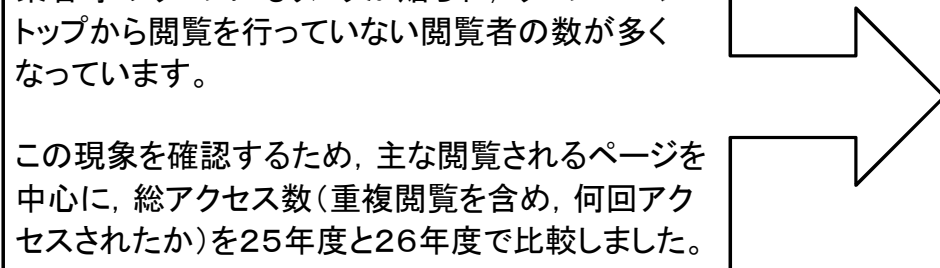 トップから閲覧を行っていない閲覧者の数が多く
なっています。
この現象を確認するため，主な閲覧されるページを
中心に，総アクセス数（重複閲覧を含め，何回アク
セスされたか）を２５年度と２６年度で比較しました。